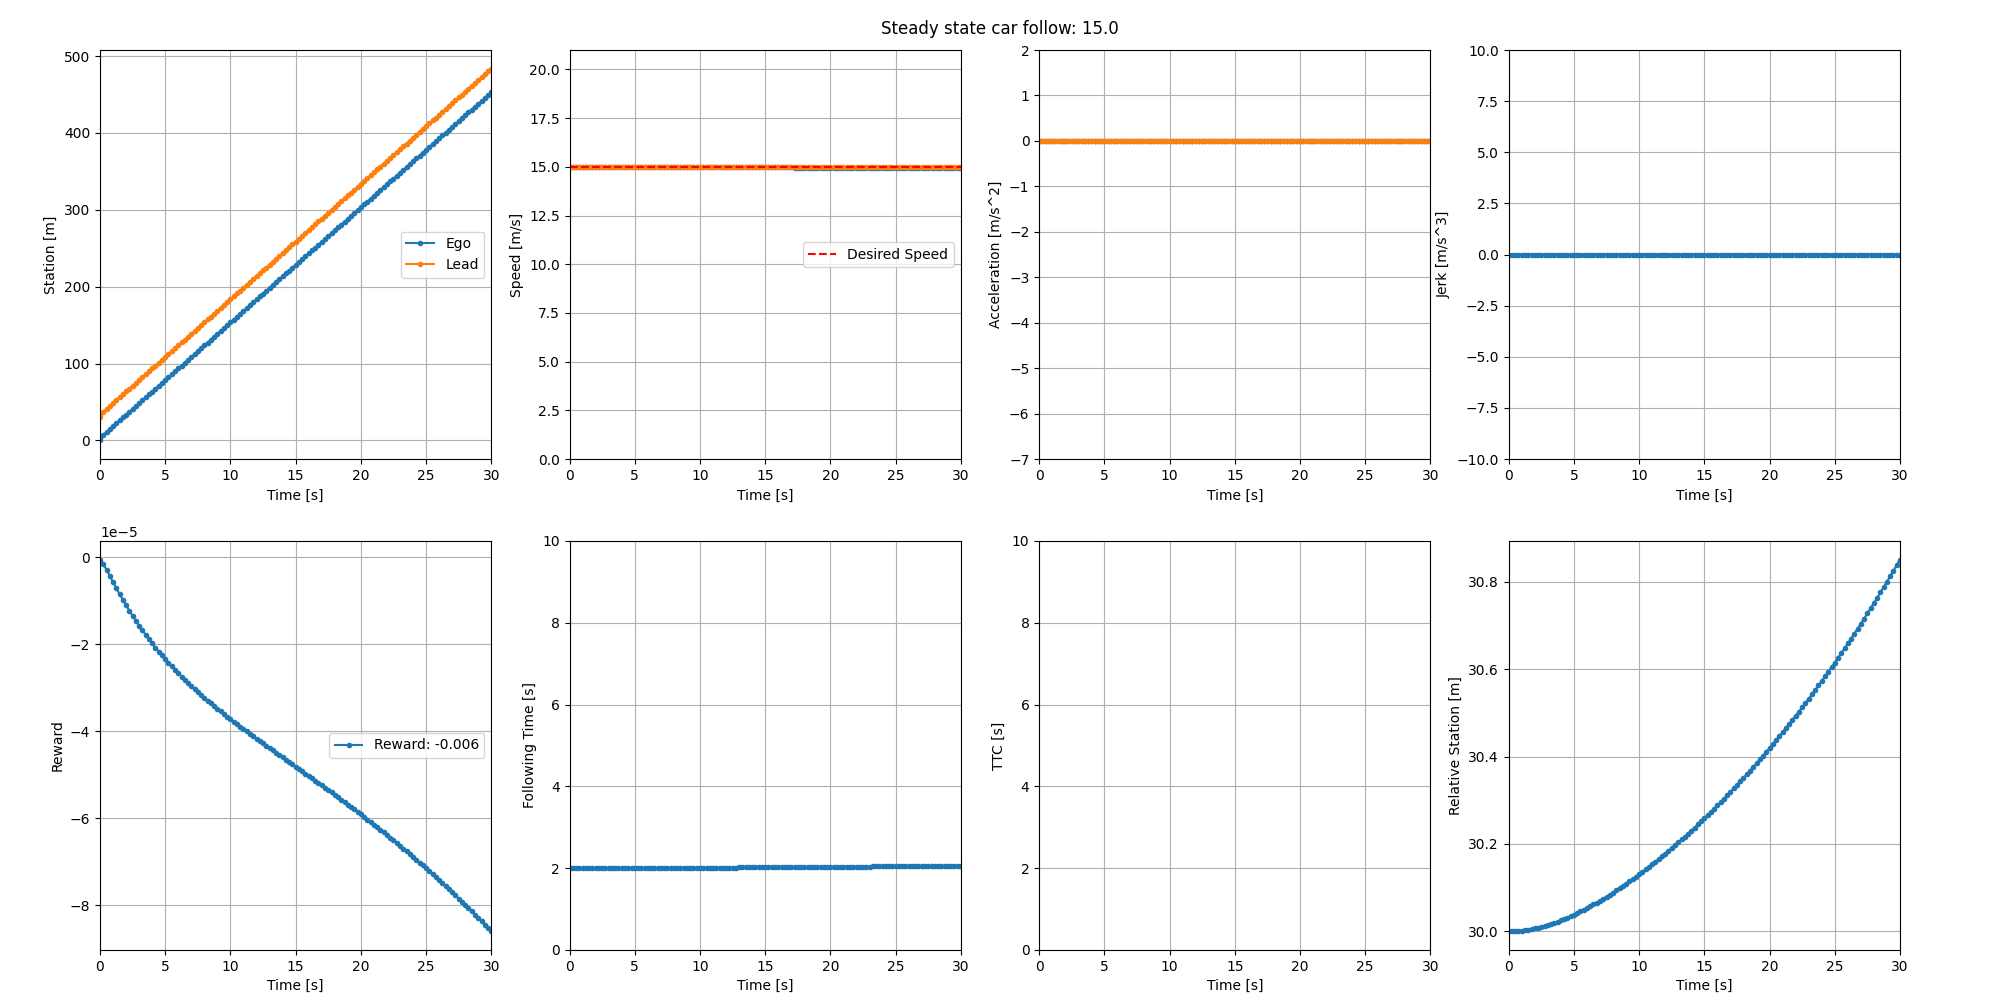 Steady state car follow: 15.0
Station [m]
500
400
300
200
100
0
Ego
Lead
0 5 10 15 20 25 30
Time [s]
Speed [m/s]
20.0
17.5
15.0
12.5
10.0
7.5
5.0
2.5
0.0
Desired Speed
0 5 10 15 20 25 30
Time [s]
Acceleration [m/s^2]
2
1
0
−1
−2
−3
−4
−5
−6
−7
0 5 10 15 20 25 30
Time [s]
Jerk [m/s^3]
10.0
7.5
5.0
2.5
0.0
−2.5
−5.0
−7.5
−10.0
0 5 10 15 20 25 30
Time [s]
1e−5
Reward
0
−2
−4
−6
−8
Reward: -0.006
0 5 10 15 20 25 30
Time [s]
Following Time [s]
10
8
6
4
2
0
0 5 10 15 20 25 30
Time [s]
TTC [s]
10
8
6
4
2
0
0 5 10 15 20 25 30
Time [s]
Relative Station [m]
30.8
30.6
30.4
30.2
30.0
0 5 10 15 20 25 30
Time [s]